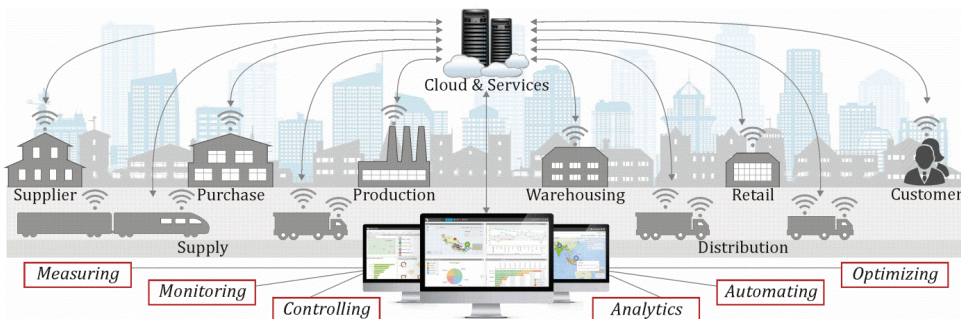 Cloud & Services
Supplier
Purchase
Production
Warehousing
Retail
Customer
Supply
Distribution
Measuring
Monitoring
Controlling
Analytics
Automating
Optimizing